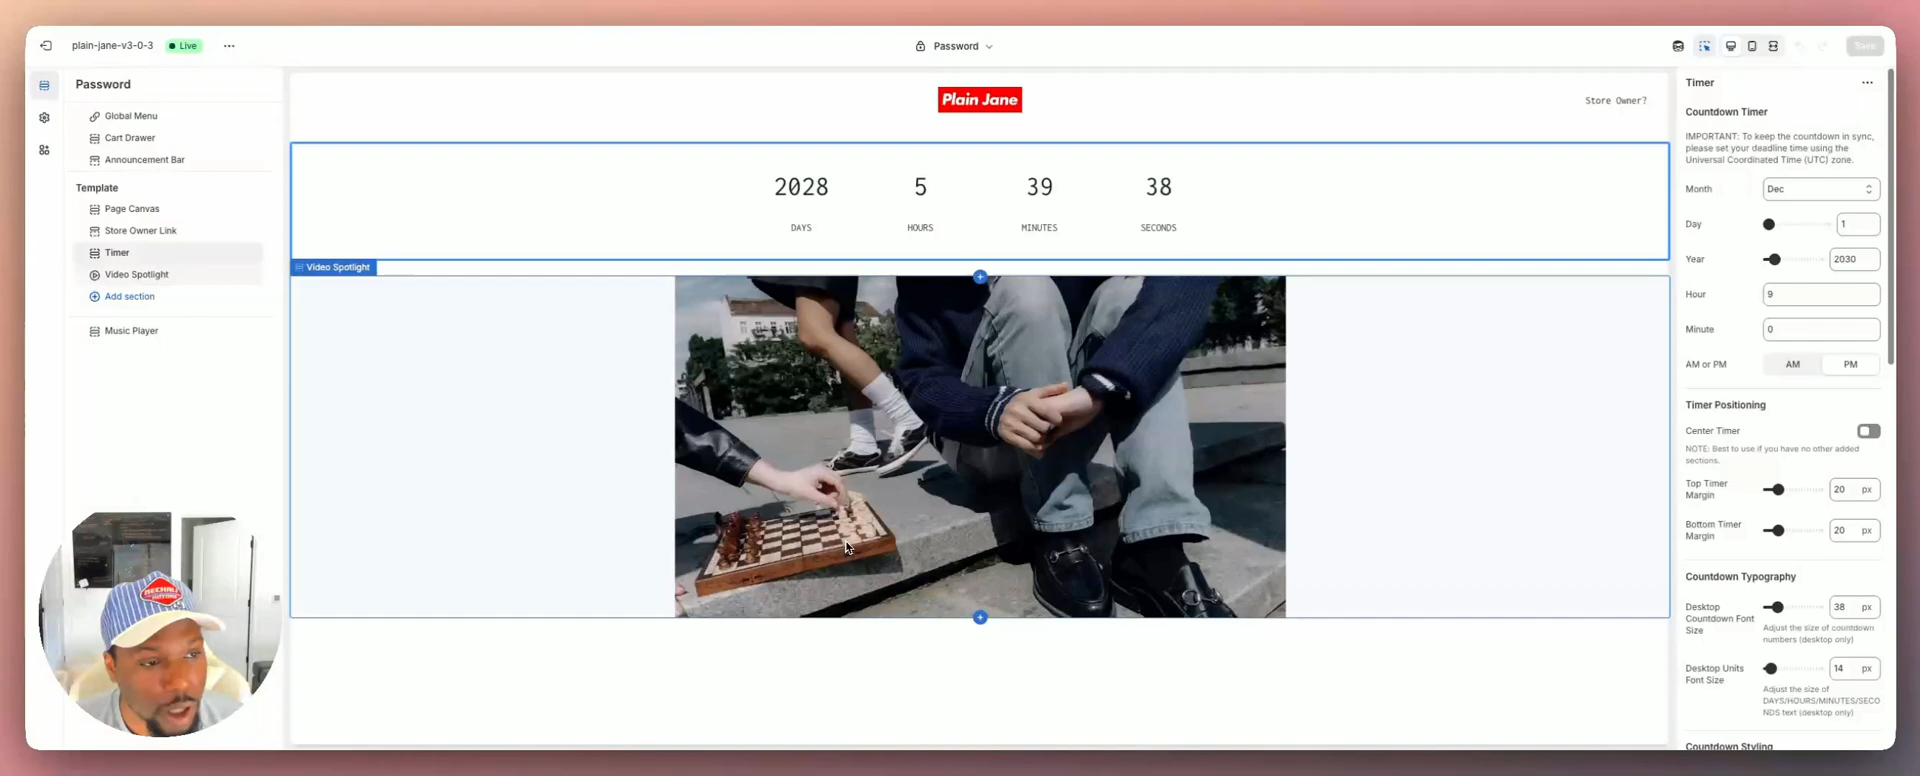 plain-jane-v3-0-3
Live
Password
Save
Password
Global Menu
Cart Drawer
Announcement Bar
Template
Page Canvas
Store Owner Link
Timer
Video Spotlight
Add section
Music Player
Plain Jane
Store Owner?
2028 5 39 38
DAYS HOURS MINUTES SECONDS
Video Spotlight
Timer
Countdown Timer
IMPORTANT: To keep the countdown in sync,
please set your deadline time using the
Universal Coordinated Time (UTC) zone.
Month Dec
Day 1
Year 2030
Hour 9
Minute 0
AM or PM AM PM
Timer Positioning
Center Timer
NOTE: Best to use if you have no other added
sections.
Top Timer
Margin
20 px
Bottom Timer
Margin
20 px
Countdown Typography
Desktop
Countdown Font
Size
38 px
Adjust the size of countdown
numbers (desktop only)
Desktop Units
Font Size
14 px
Adjust the size of
DAYS/HOURS/MINUTES/SECO
NDS text (desktop only)
Countdown Styling